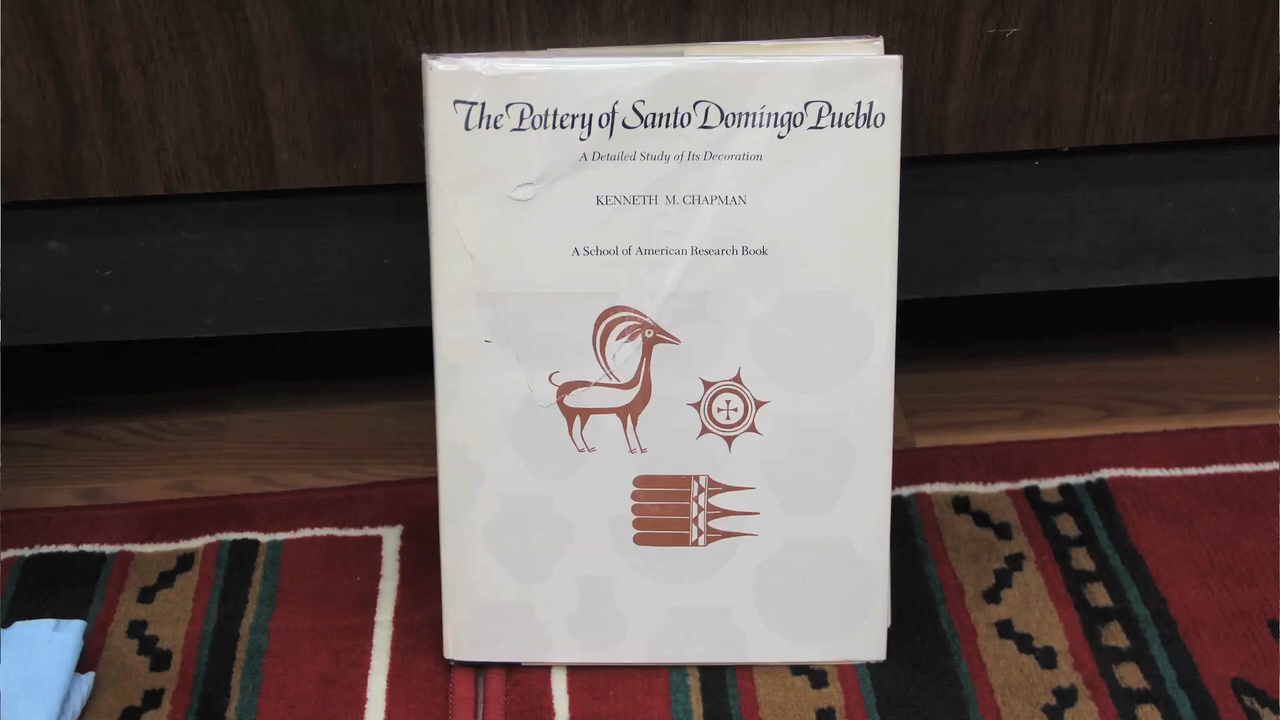 The Pottery of Santo Domingo Pueblo
A Detailed Study of Its Decoration
KENNETH M. CHAPMAN
A School of American Research Book